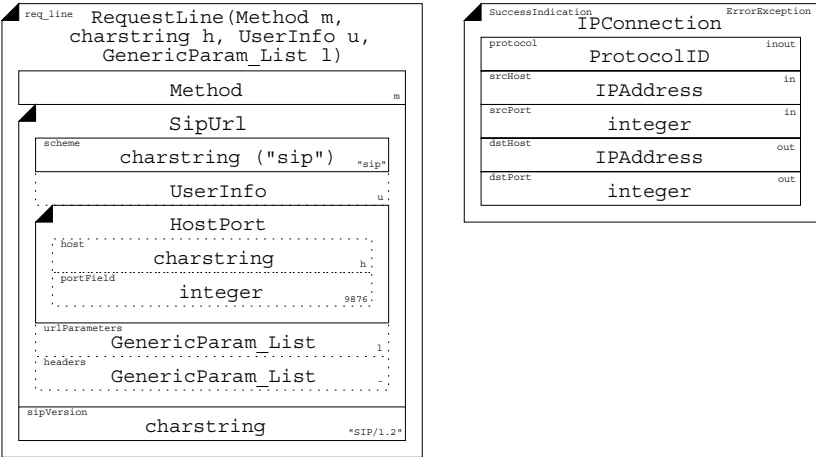 req_line RequestLine(Method m,
charstring h, UserInfo u,
GenericParam_List l)
Method
m
SipUrl
scheme
charstring ("sip")
"sip"
UserInfo
u
HostPort
host
charstring
h
portField
integer
9876
urlParameters
GenericParam_List
l
headers
GenericParam_List
-
sipVersion
charstring
"SIP/1.2"
SuccessIndication
ErrorException
IPConnection
protocol
inout
ProtocolID
srcHost
in
IPAddress
srcPort
in
integer
dstHost
out
IPAddress
dstPort
out
integer